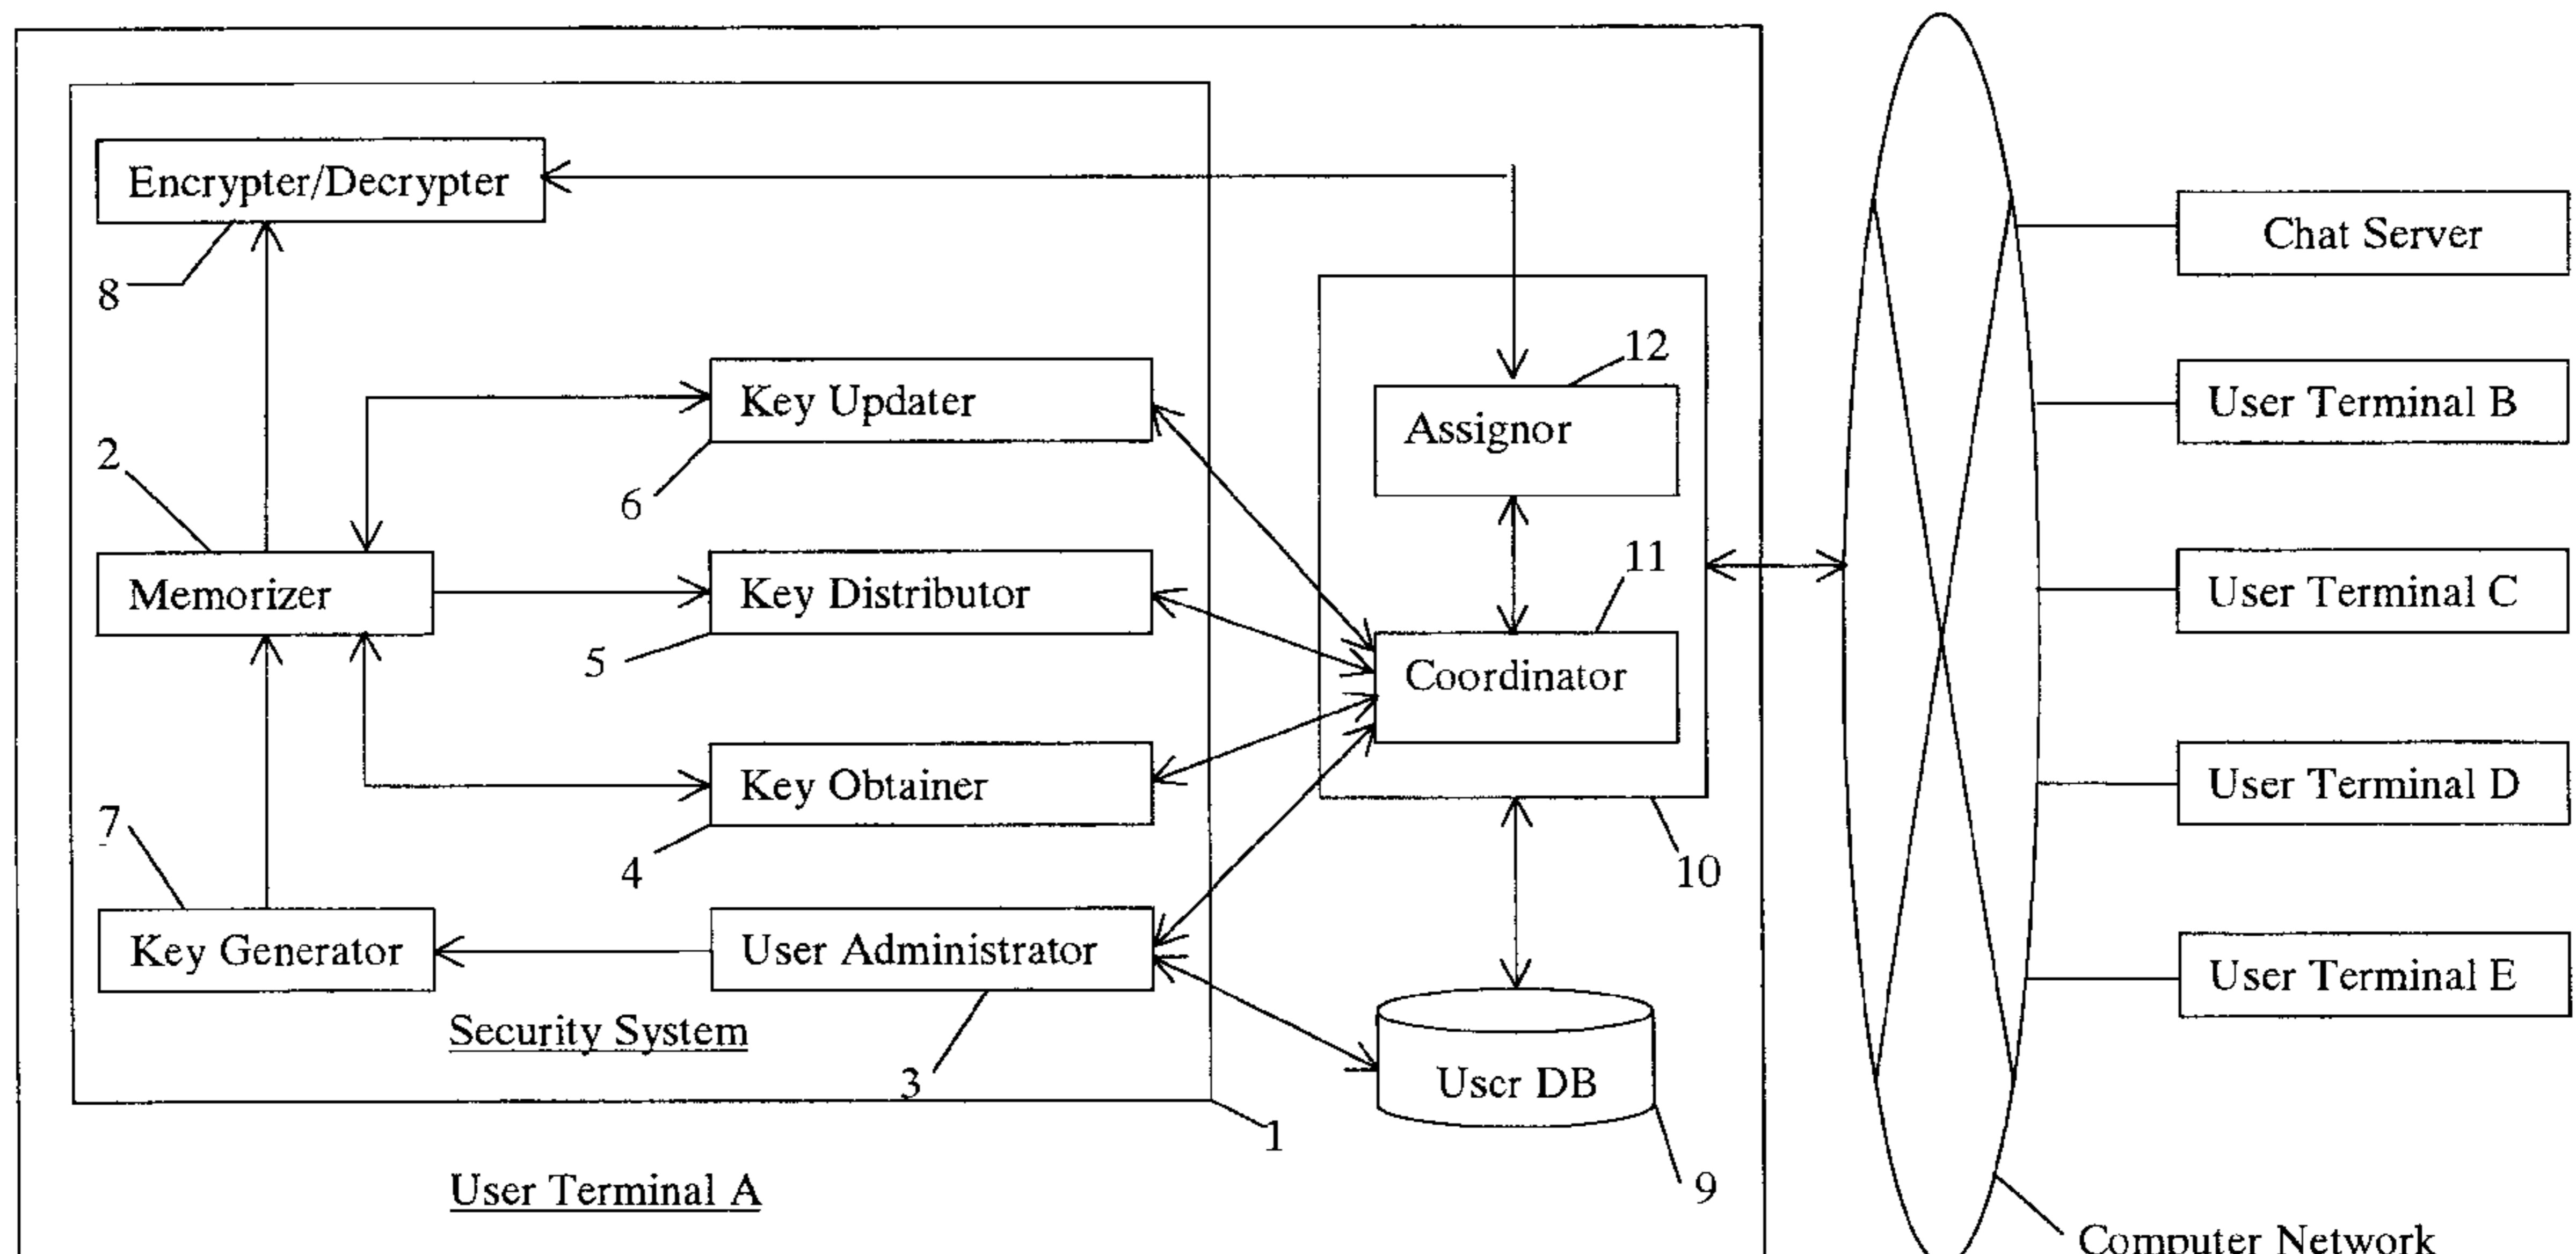 Encrypter/Decrypter
8
Chat Server
Key Updater
12
Assignor
User Terminal B
2
6
Memorizer
Key Distributor
11
User Terminal C
5
Coordinator
Key Obtainer
User Terminal D
7
4
10
Key Generator
User Administrator
User Terminal E
Security System
3
User DB
1
User Terminal A
9
Computer Network